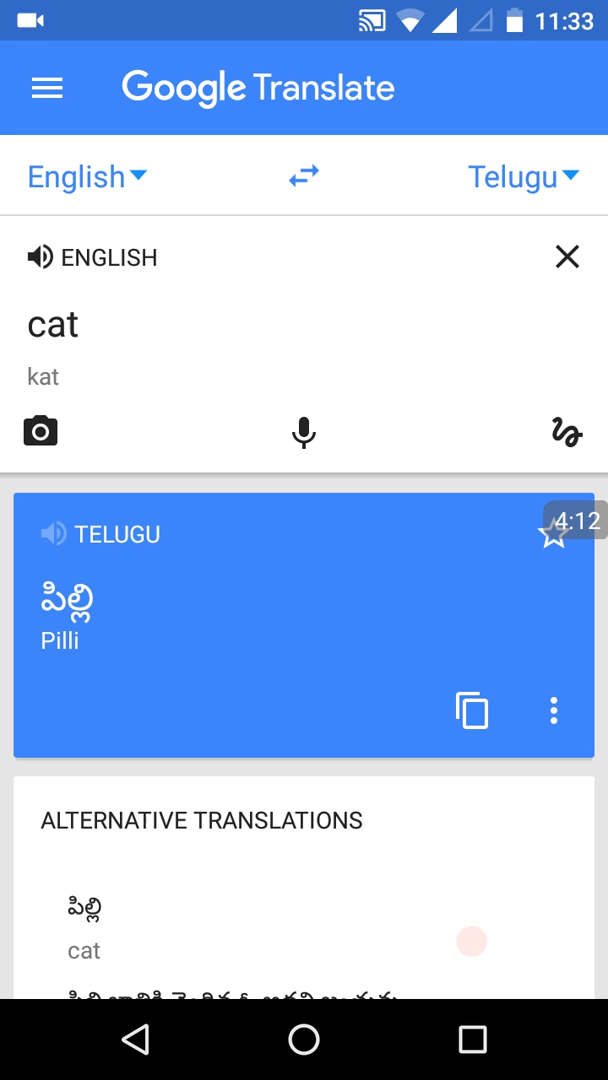 11:33
Google Translate
English Telugu
ENGLISH
cat
kat
4:12
TELUGU
పిల్లి
Pilli
ALTERNATIVE TRANSLATIONS
పిల్లి
cat